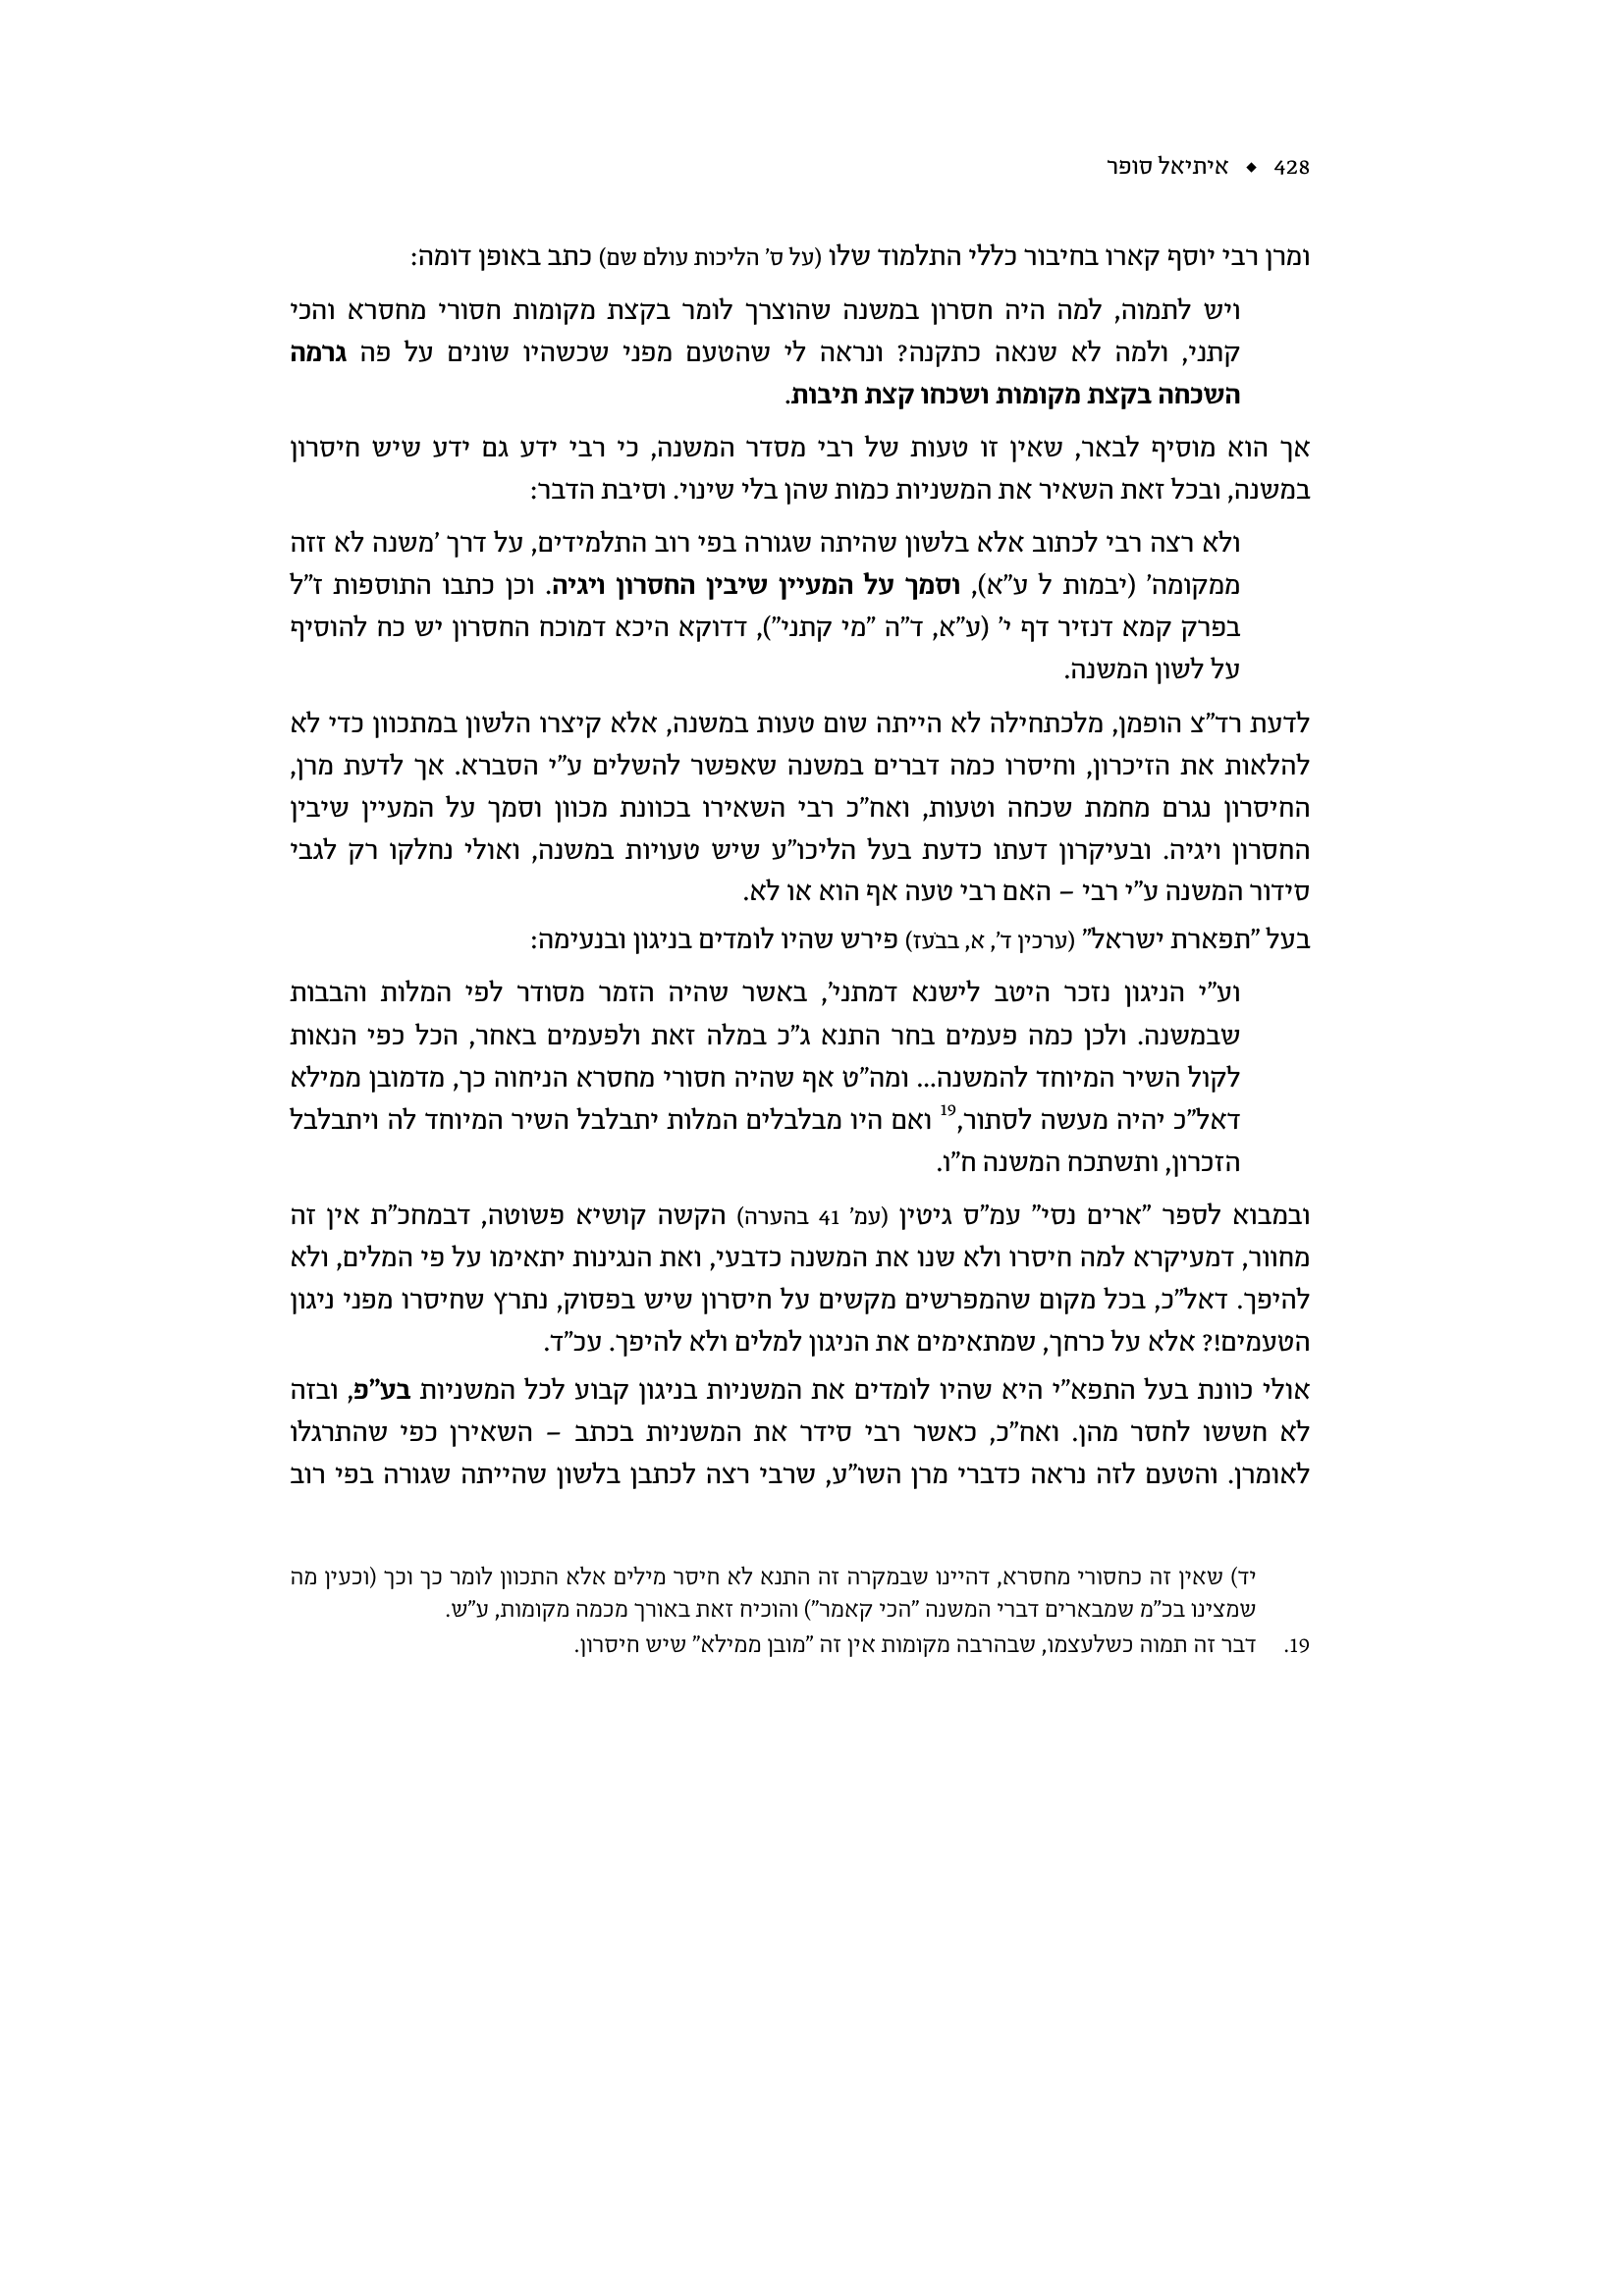 428 ◆ איתיאל סופר
ומרן רבי יוסף קארו בחיבור כללי התלמוד שלו (על ס' הליכות עולם שם) כתב באופן דומה:
ויש לתמוה, למה היה חסרון במשנה שהוצרך לומר בקצת מקומות חסורי מחסרא והכי
קתני, ולמה לא שנאה כתקנה? ונראה לי שהטעם מפני שכשהיו שונים על פה גרמה
השכחה בקצת מקומות ושכחו קצת תיבות.
אך הוא מוסיף לבאר, שאין זו טעות של רבי מסדר המשנה, כי רבי ידע גם ידע שיש חיסרון
במשנה, ובכל זאת השאיר את המשניות כמות שהן בלי שינוי. וסיבת הדבר:
ולא רצה רבי לכתוב אלא בלשון שהיתה שגורה בפי רוב התלמידים, על דרך 'משנה לא זזה
ממקומה' (יבמות ל ע"א), וסמך על המעיין שיבין החסרון ויגיה. וכן כתבו התוספות ז"ל
בפרק קמא דנזיר דף י' (ע"א, ד"ה "מי קתני"), דדוקא היכא דמוכח החסרון יש כח להוסיף
על לשון המשנה.
לדעת רד"צ הופמן, מלכתחילה לא הייתה שום טעות במשנה, אלא קיצרו הלשון במתכוון כדי לא
להלאות את הזיכרון, וחיסרו כמה דברים במשנה שאפשר להשלים ע"י הסברא. אך לדעת מרן,
החיסרון נגרם מחמת שכחה וטעות, ואח"כ רבי השאירו בכוונת מכוון וסמך על המעיין שיבין
החסרון ויגיה. ובעיקרון דעתו כדעת בעל הליכו"ע שיש טעויות במשנה, ואולי נחלקו רק לגבי
סידור המשנה ע"י רבי – האם רבי טעה אף הוא או לא.
בעל "תפארת ישראל" (ערכין ד', א, בבעז) פירש שהיו לומדים בניגון ובנעימה:
וע"י הניגון נזכר היטב לישנא דמתני', באשר שהיה הזמר מסודר לפי המלות והבבות
שבמשנה. ולכן כמה פעמים בחר התנא ג"כ במלה זאת ולפעמים באחר, הכל כפי הנאות
לקול השיר המיוחד להמשנה... ומה"ט אף שהיה חסורי מחסרא הניחוה כך, מדמובן ממילא
דאל"כ יהיה מעשה לסתור,19 ואם היו מבלבלים המלות יתבלבל השיר המיוחד לה ויתבלבל
הזכרון, ותשתכח המשנה ח"ו.
ובמבוא לספר "ארים נסי" עמ"ס גיטין (עמ' 41 בהערה) הקשה קושיא פשוטה, דבמחכ"ת אין זה
מחוור, דמעיקרא למה חיסרו ולא שנו את המשנה כדבעי, ואת הנגינות יתאימו על פי המלים, ולא
להיפך. דאל"כ, בכל מקום שהמפרשים מקשים על חיסרון שיש בפסוק, נתרץ שחיסרו מפני ניגון
הטעמים!? אלא על כרחך, שמתאימים את הניגון למלים ולא להיפך. עכ"ד.
אולי כוונת בעל התפא"י היא שהיו לומדים את המשניות בניגון קבוע לכל המשניות בע"פ, ובזה
לא חששו לחסר מהן. ואח"כ, כאשר רבי סידר את המשניות בכתב – השאירן כפי שהתרגלו
לאומרן. והטעם לזה נראה כדברי מרן השו"ע, שרבי רצה לכתבן בלשון שהייתה שגורה בפי רוב
יד) שאין זה כחסורי מחסרא, דהיינו שבמקרה זה התנא לא חיסר מילים אלא התכוון לומר כך וכך (וכעין מה
שמצינו בכ"מ שמבארים דברי המשנה "הכי קאמר") והוכיח זאת באורך מכמה מקומות, ע"ש.
19. דבר זה תמוה כשלעצמו, שבהרבה מקומות אין זה "מובן ממילא" שיש חיסרון.